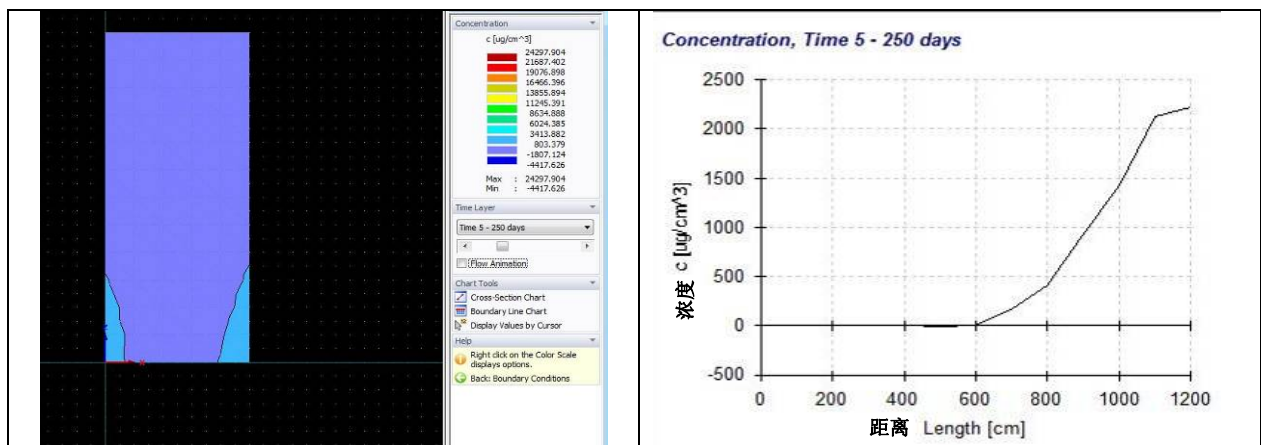 Concentration
c [ug/cm^3]
24297.904
21687.402
19076.898
16466.396
13855.894
11245.391
8634.888
6024.385
3413.882
803.379
-1807.124
-4417.626
Max : 24297.904
Min : -4417.626
Time Layer
Time 5 - 250 days
Flow Animation
Chart Tools
Cross-Section Chart
Boundary Line Chart
Display Values by Cursor
Help
Right click on the Color Scale
displays options.
Back: Boundary Conditions
x
Concentration, Time 5 - 250 days
浓度 c [ug/cm^3]
2500
2000
1500
1000
500
0
-500
0 200 400 600 800 1000 1200
距离 Length [cm]